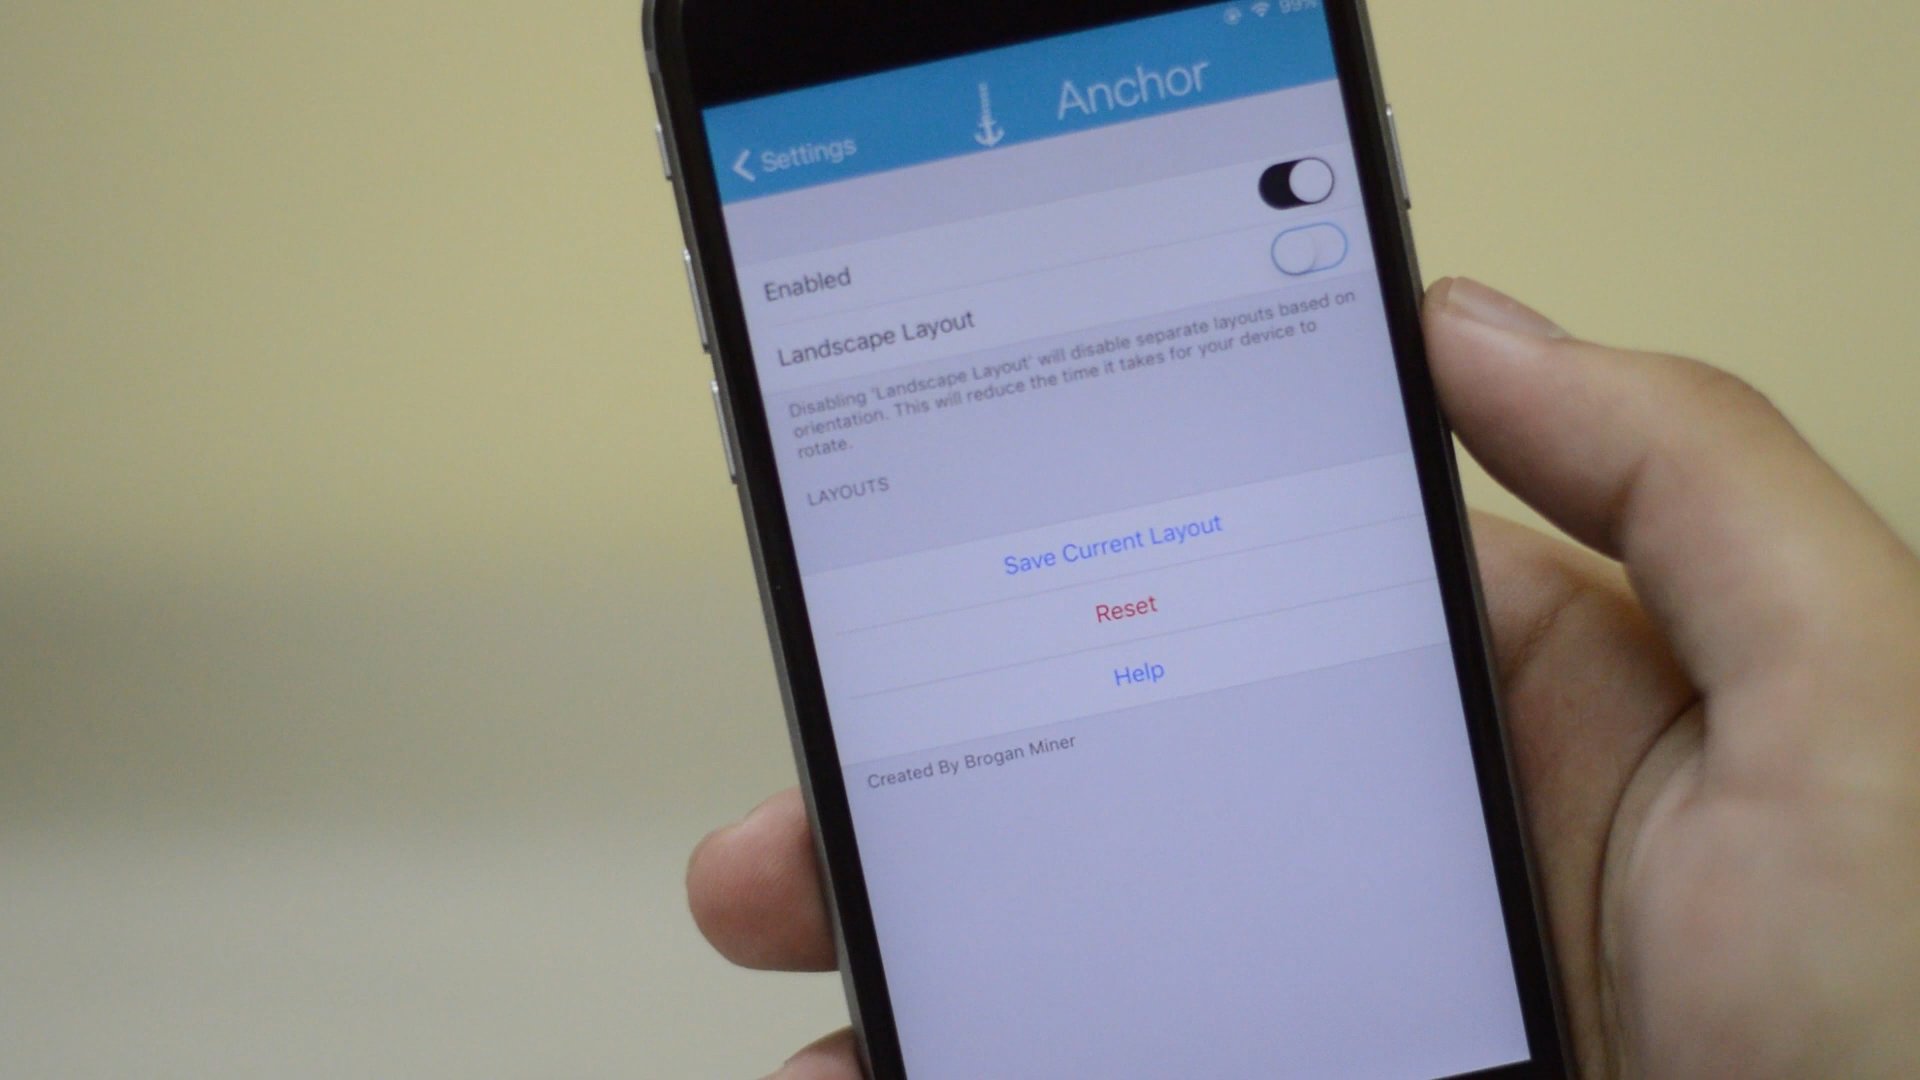 99%
Settings
Anchor
Enabled
Landscape Layout
Disabling 'Landscape Layout' will disable separate layouts based on
orientation. This will reduce the time it takes for your device to
rotate.
LAYOUTS
Save Current Layout
Reset
Help
Created By Brogan Miner